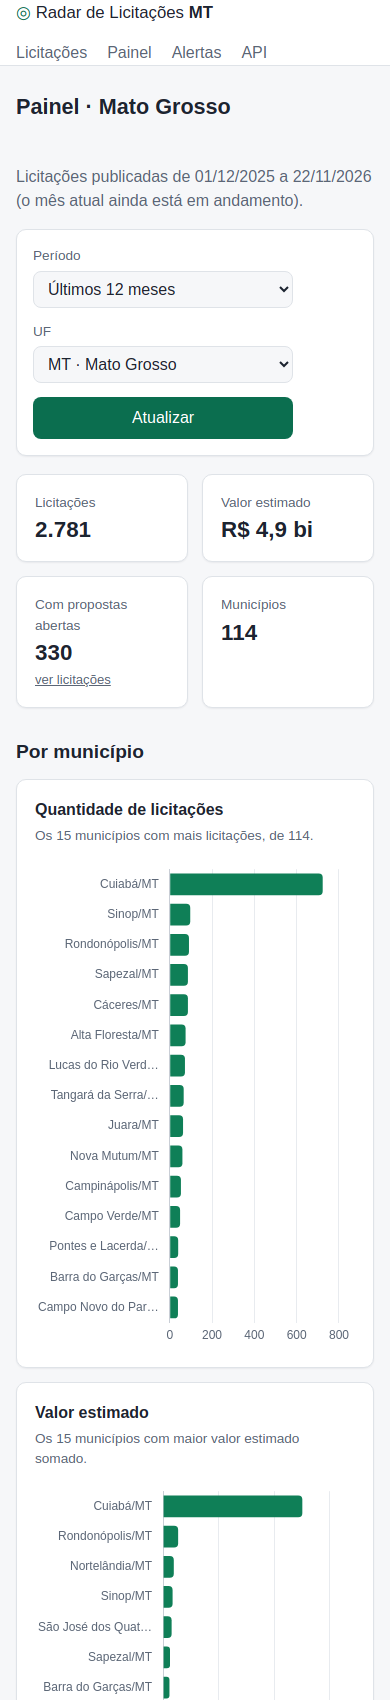 ◎ Radar de Licitações MT
Licitações Painel Alertas API
Painel · Mato Grosso
Licitações publicadas de 01/12/2025 a 22/11/2026
(o mês atual ainda está em andamento).
Período
Últimos 12 meses
UF
MT · Mato Grosso
Atualizar
Licitações
2.781
Valor estimado
R$ 4,9 bi
Com propostas
abertas
330
ver licitações
Municípios
114
Por município
Quantidade de licitações
Os 15 municípios com mais licitações, de 114.
Cuiabá/MT
Sinop/MT
Rondonópolis/MT
Sapezal/MT
Cáceres/MT
Alta Floresta/MT
Lucas do Rio Verd…
Tangará da Serra/…
Juara/MT
Nova Mutum/MT
Campinápolis/MT
Campo Verde/MT
Pontes e Lacerda/…
Barra do Garças/MT
Campo Novo do Par…
0 200 400 600 800
Valor estimado
Os 15 municípios com maior valor estimado
somado.
Cuiabá/MT
Rondonópolis/MT
Nortelândia/MT
Sinop/MT
São José dos Quat…
Sapezal/MT
Barra do Garças/MT